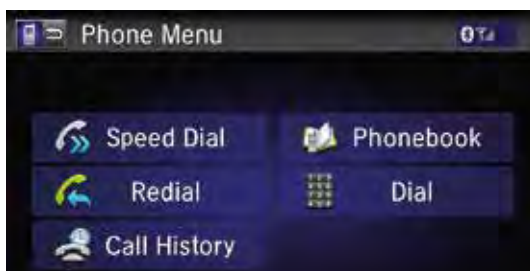 Phone Menu
Speed Dial
Phonebook
Redial
Dial
Call History